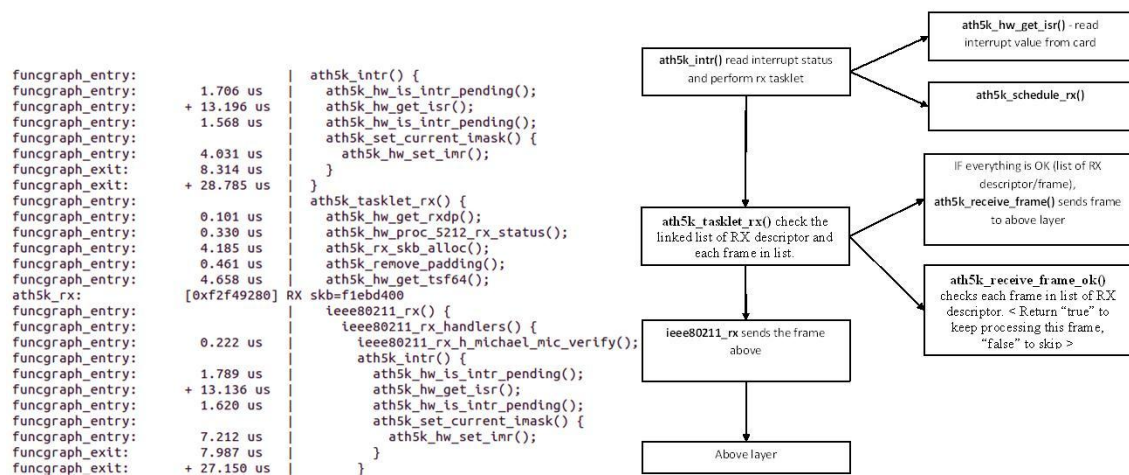 funcgraph_entry: | ath5k_intr() {
funcgraph_entry: 1.706 us | ath5k_hw_is_intr_pending();
funcgraph_entry: + 13.196 us | ath5k_hw_get_isr();
funcgraph_entry: 1.568 us | ath5k_hw_is_intr_pending();
funcgraph_entry: | ath5k_set_current_imask() {
funcgraph_entry: 4.031 us | ath5k_hw_set_imr();
funcgraph_exit: 8.314 us | }
funcgraph_exit: + 28.785 us | }
funcgraph_entry: | ath5k_tasklet_rx() {
funcgraph_entry: 0.101 us | ath5k_hw_get_rxdp();
funcgraph_entry: 0.330 us | ath5k_hw_proc_5212_rx_status();
funcgraph_entry: 4.185 us | ath5k_rx_skb_alloc();
funcgraph_entry: 0.461 us | ath5k_remove_padding();
funcgraph_entry: 4.658 us | ath5k_hw_get_tsf64();
ath5k_rx: [0xf2f49280] RX skb=f1ebd400
funcgraph_entry: | ieee80211_rx() {
funcgraph_entry: | ieee80211_rx_handlers() {
funcgraph_entry: 0.222 us | ieee80211_rx_h_michael_mic_verify();
funcgraph_entry: | ath5k_intr() {
funcgraph_entry: 1.789 us | ath5k_hw_is_intr_pending();
funcgraph_entry: + 13.136 us | ath5k_hw_get_isr();
funcgraph_entry: 1.620 us | ath5k_hw_is_intr_pending();
funcgraph_entry: | ath5k_set_current_imask() {
funcgraph_entry: 7.212 us | ath5k_hw_set_imr();
funcgraph_exit: 7.987 us | }
funcgraph_exit: + 27.150 us | }
ath5k_intr() read interrupt status
and perform rx tasklet
ath5k_hw_get_isr() - read
interrupt value from card
ath5k_schedule_rx()
ath5k_tasklet_rx() check the
linked list of RX descriptor and
each frame in list.
IF everything is OK (list of RX
descriptor/frame),
ath5k_receive_frame() sends frame
to above layer
ath5k_receive_frame_ok()
checks each frame in list of RX
descriptor. < Return “true” to
keep processing this frame,
“false” to skip >
ieee80211_rx sends the frame
above
Above layer